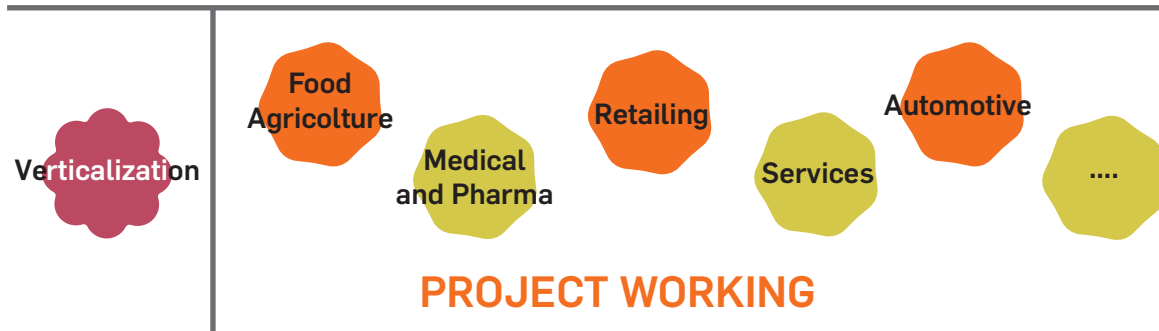 Verticalization
Food
Agricolture
Medical
and Pharma
Retailing
Services
Automotive
....
PROJECT WORKING